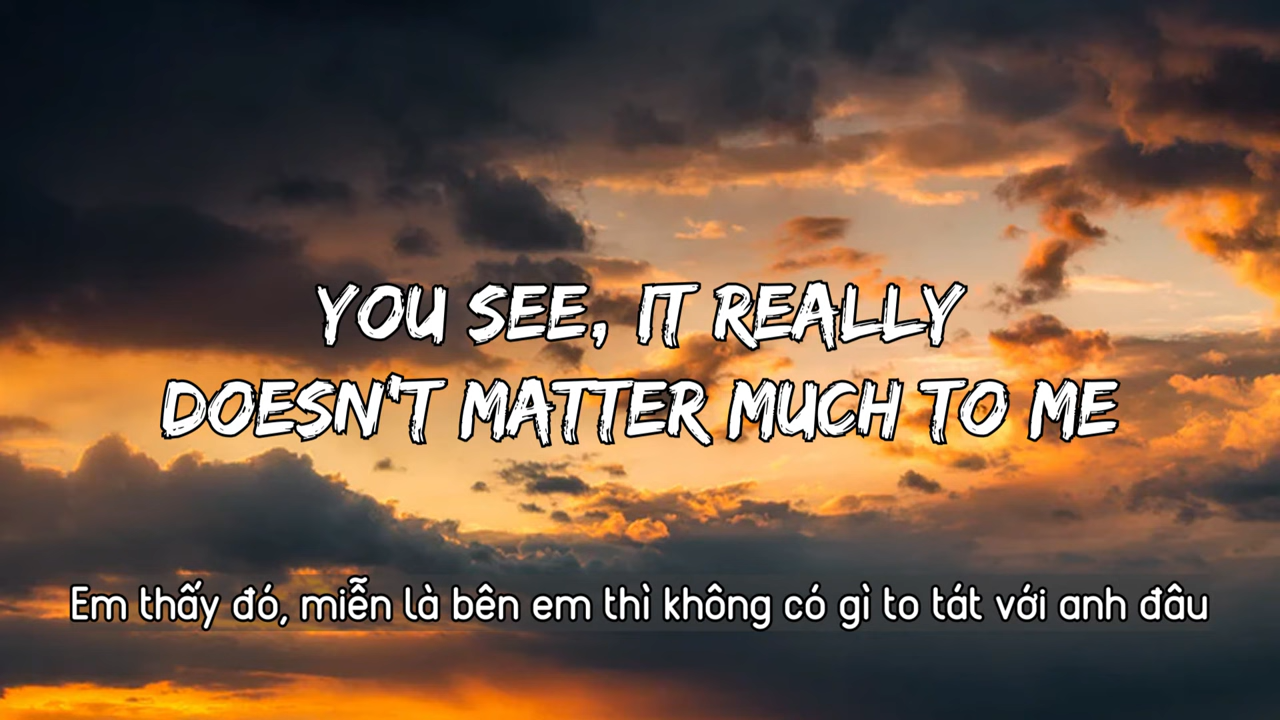 YOU SEE, IT REALLY
DOESN'T MATTER MUCH TO ME
Em thấy đó, miễn là bên em thì không có gì to tát với anh đâu